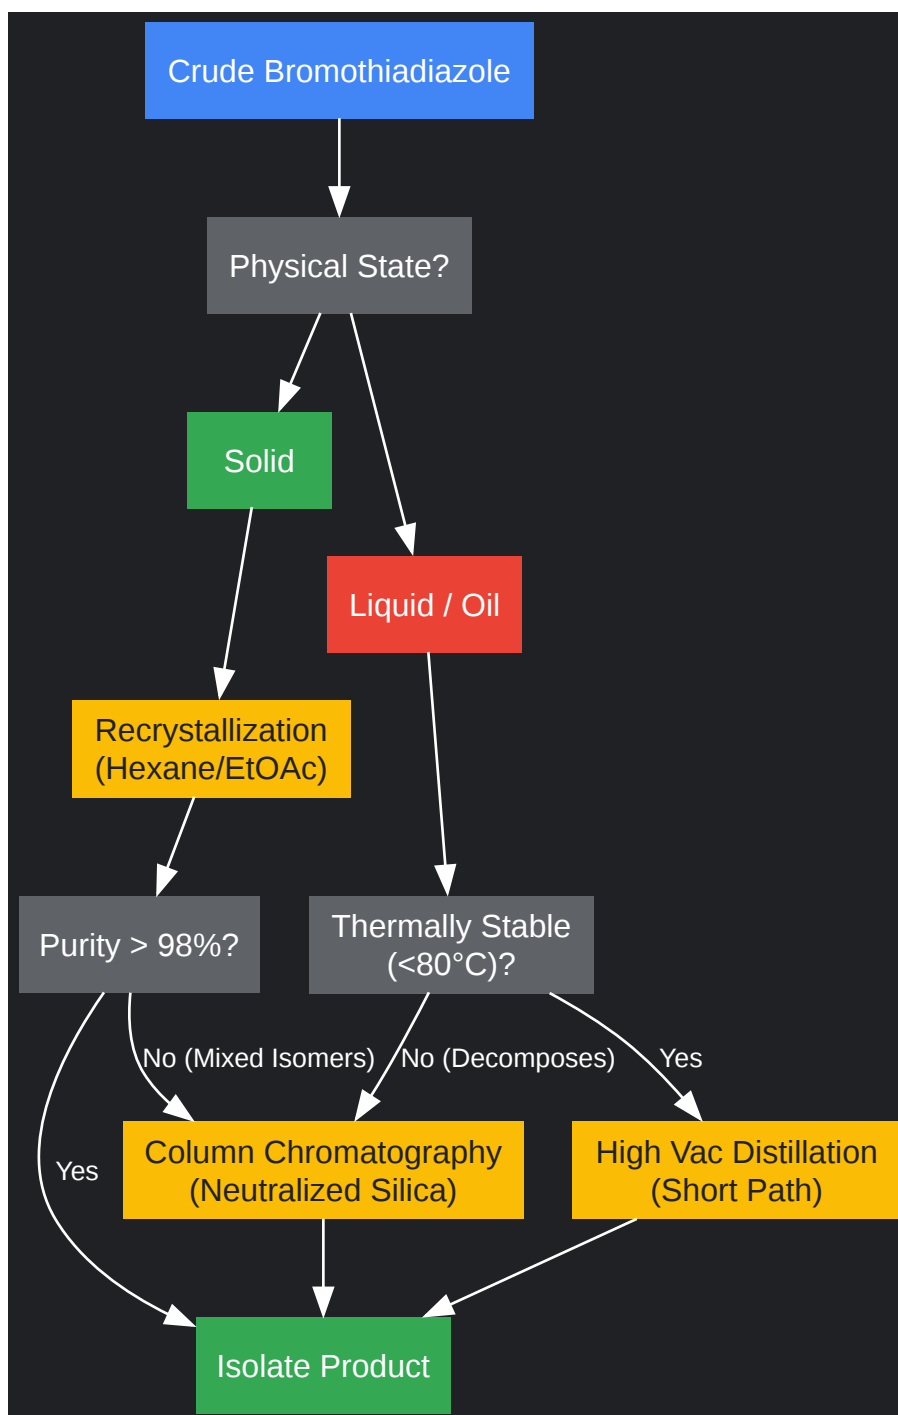 Crude Bromothiadiazole
Physical State?
Solid
Liquid / Oil
Recrystallization
(Hexane/EtOAc)
Purity > 98%?
Thermally Stable
(<80°C)?
No (Mixed Isomers)
No (Decomposes)
Yes
Column Chromatography
(Neutralized Silica)
High Vac Distillation
(Short Path)
Yes
Isolate Product